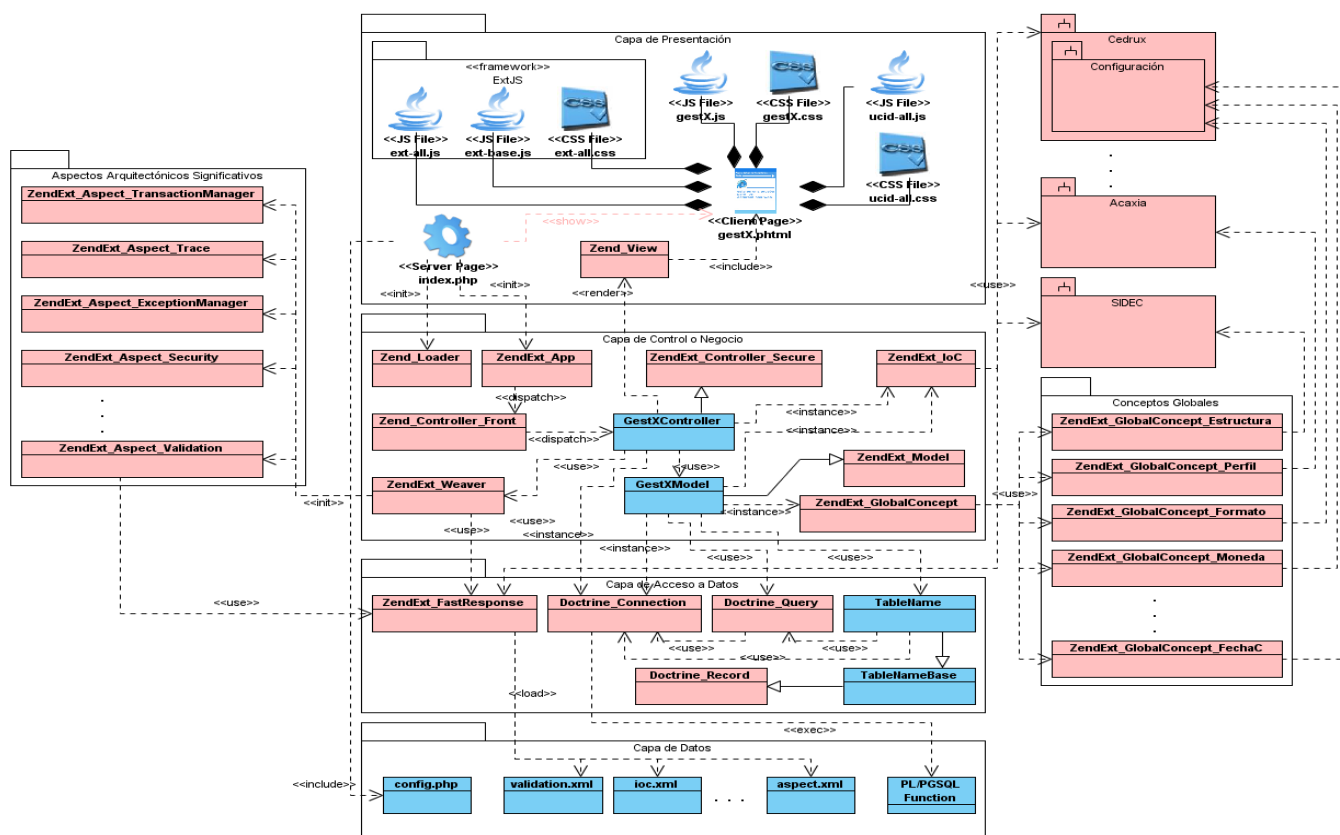 Capa de Presentación
<<framework>>
ExtJS
<<JS File>>
ext-all.js
<<JS File>>
ext-base.js
<<CSS File>>
ext-all.css
<<JS File>>
gestX.js
<<CSS File>>
gestX.css
<<JS File>>
ucid-all.js
<<CSS File>>
ucid-all.css
<<Client Page>>
gestX.phtml
<<show>>
<<Server Page>>
index.php
Zend_View
<<include>>
<<init>>
<<init>>
<<render>>
<<use>>
Aspectos Arquitectónicos Significativos
ZendExt_Aspect_TransactionManager
ZendExt_Aspect_Trace
ZendExt_Aspect_ExceptionManager
ZendExt_Aspect_Security
.
.
.
ZendExt_Aspect_Validation
<<init>>
<<use>>
Capa de Control o Negocio
Zend_Loader
ZendExt_App
ZendExt_Controller_Secure
ZendExt_IoC
<<dispatch>>
<<instance>>
Zend_Controller_Front
<<dispatch>>
GestXController
<<instance>>
ZendExt_Model
<<use>>
<<use>>
ZendExt_Weaver
GestXModel
ZendExt_GlobalConcept
<<instance>>
<<use>>
<<use>>
<<instance>>
<<instance>>
<<use>>
<<use>>
Capa de Acceso a Datos
ZendExt_FastResponse
Doctrine_Connection
Doctrine_Query
TableName
<<use>>
<<use>>
<<use>>
Doctrine_Record
TableNameBase
<<load>>
<<exec>>
Capa de Datos
<<include>>
config.php
validation.xml
ioc.xml
. . .
aspect.xml
PL/PGSQL
Function
Cedrux
Configuración
.
.
.
Acaxia
SIDEC
Conceptos Globales
ZendExt_GlobalConcept_Estructura
ZendExt_GlobalConcept_Perfil
<<use>>
ZendExt_GlobalConcept_Formato
ZendExt_GlobalConcept_Moneda
.
.
.
ZendExt_GlobalConcept_FechaC